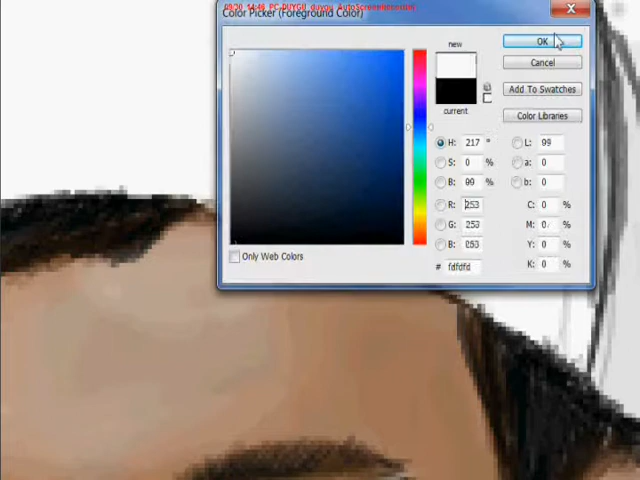 Color Picker (Foreground Color)
new
current
OK
Cancel
Add To Swatches
Color Libraries
H: 217 °
S: 0 %
B: 99 %
R: 253
G: 253
B: 253
# fdfdfd
L: 99
a: 0
b: 0
C: 0 %
M: 0 %
Y: 0 %
K: 0 %
Only Web Colors